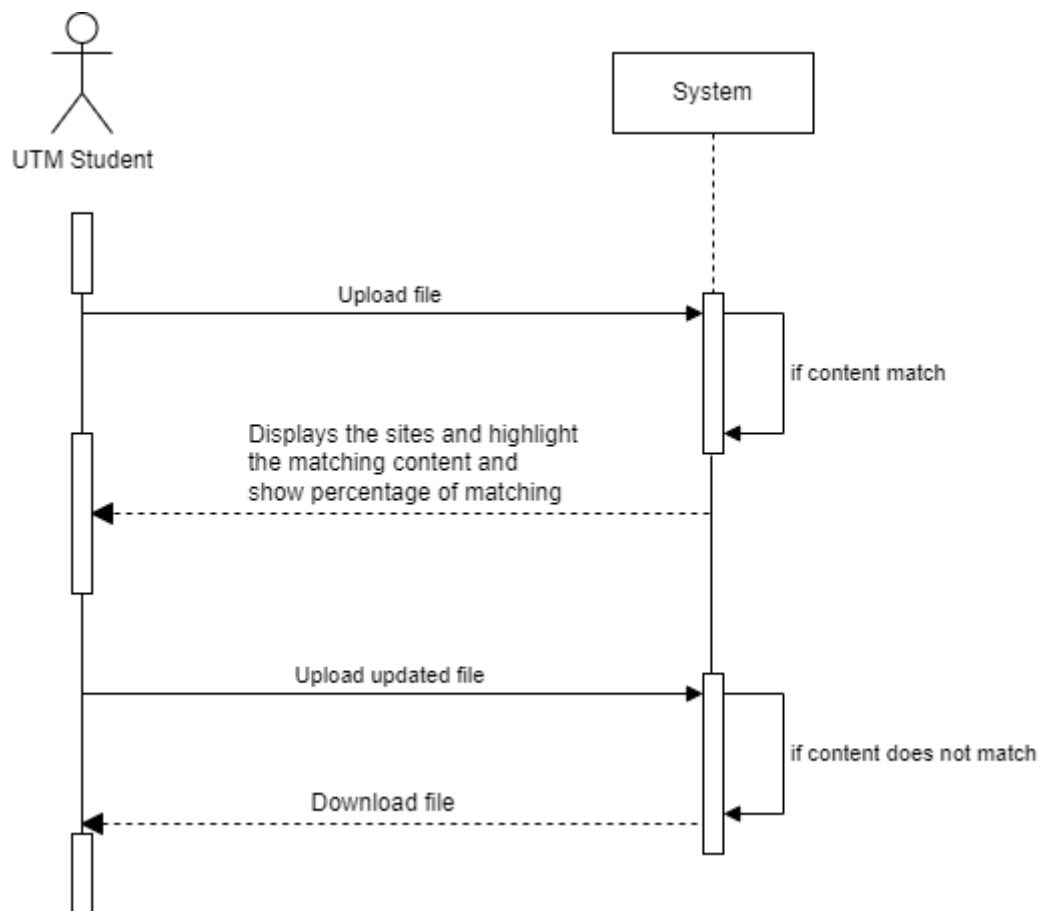 System
UTM Student
Upload file
if content match
Displays the sites and highlight
the matching content and
show percentage of matching
Upload updated file
if content does not match
Download file